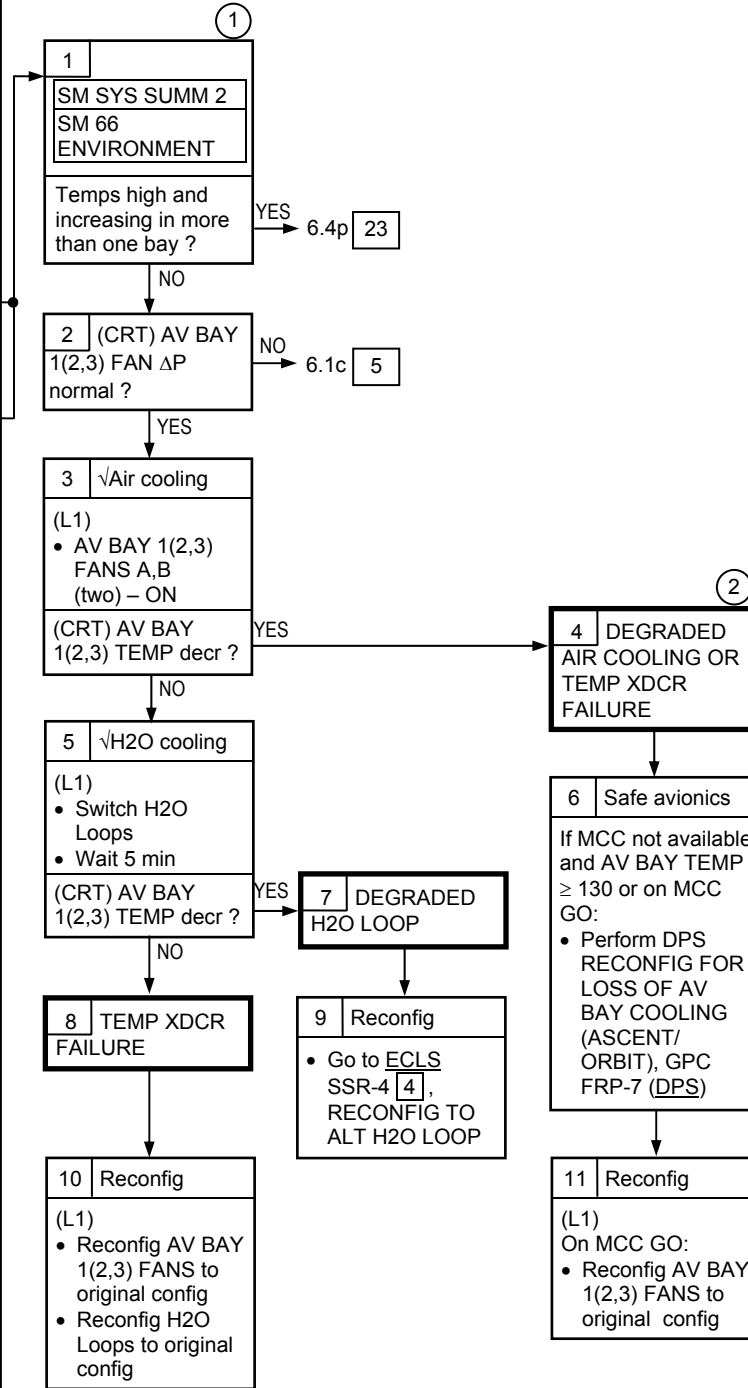 1
1
SM SYS SUMM 2
SM 66
ENVIRONMENT
Temps high and
increasing in more
than one bay ?
YES
6.4p 23
NO
2 (CRT) AV BAY
1(2,3) FAN ∆P
normal ?
NO
6.1c 5
YES
3 √Air cooling
(L1)
• AV BAY 1(2,3)
FANS A,B
(two) – ON
(CRT) AV BAY
1(2,3) TEMP decr ?
YES
NO
2
4 DEGRADED
AIR COOLING OR
TEMP XDCR
FAILURE
5 √H2O cooling
(L1)
• Switch H2O
Loops
• Wait 5 min
(CRT) AV BAY
1(2,3) TEMP decr ?
YES
NO
6 Safe avionics
If MCC not available
and AV BAY TEMP
≥ 130 or on MCC
GO:
• Perform DPS
RECONFIG FOR
LOSS OF AV
BAY COOLING
(ASCENT/
ORBIT), GPC
FRP-7 (DPS)
7 DEGRADED
H2O LOOP
8 TEMP XDCR
FAILURE
9 Reconfig
• Go to ECLS
SSR-4 4 ,
RECONFIG TO
ALT H2O LOOP
10 Reconfig
(L1)
• Reconfig AV BAY
1(2,3) FANS to
original config
• Reconfig H2O
Loops to original
config
11 Reconfig
(L1)
On MCC GO:
• Reconfig AV BAY
1(2,3) FANS to
original config